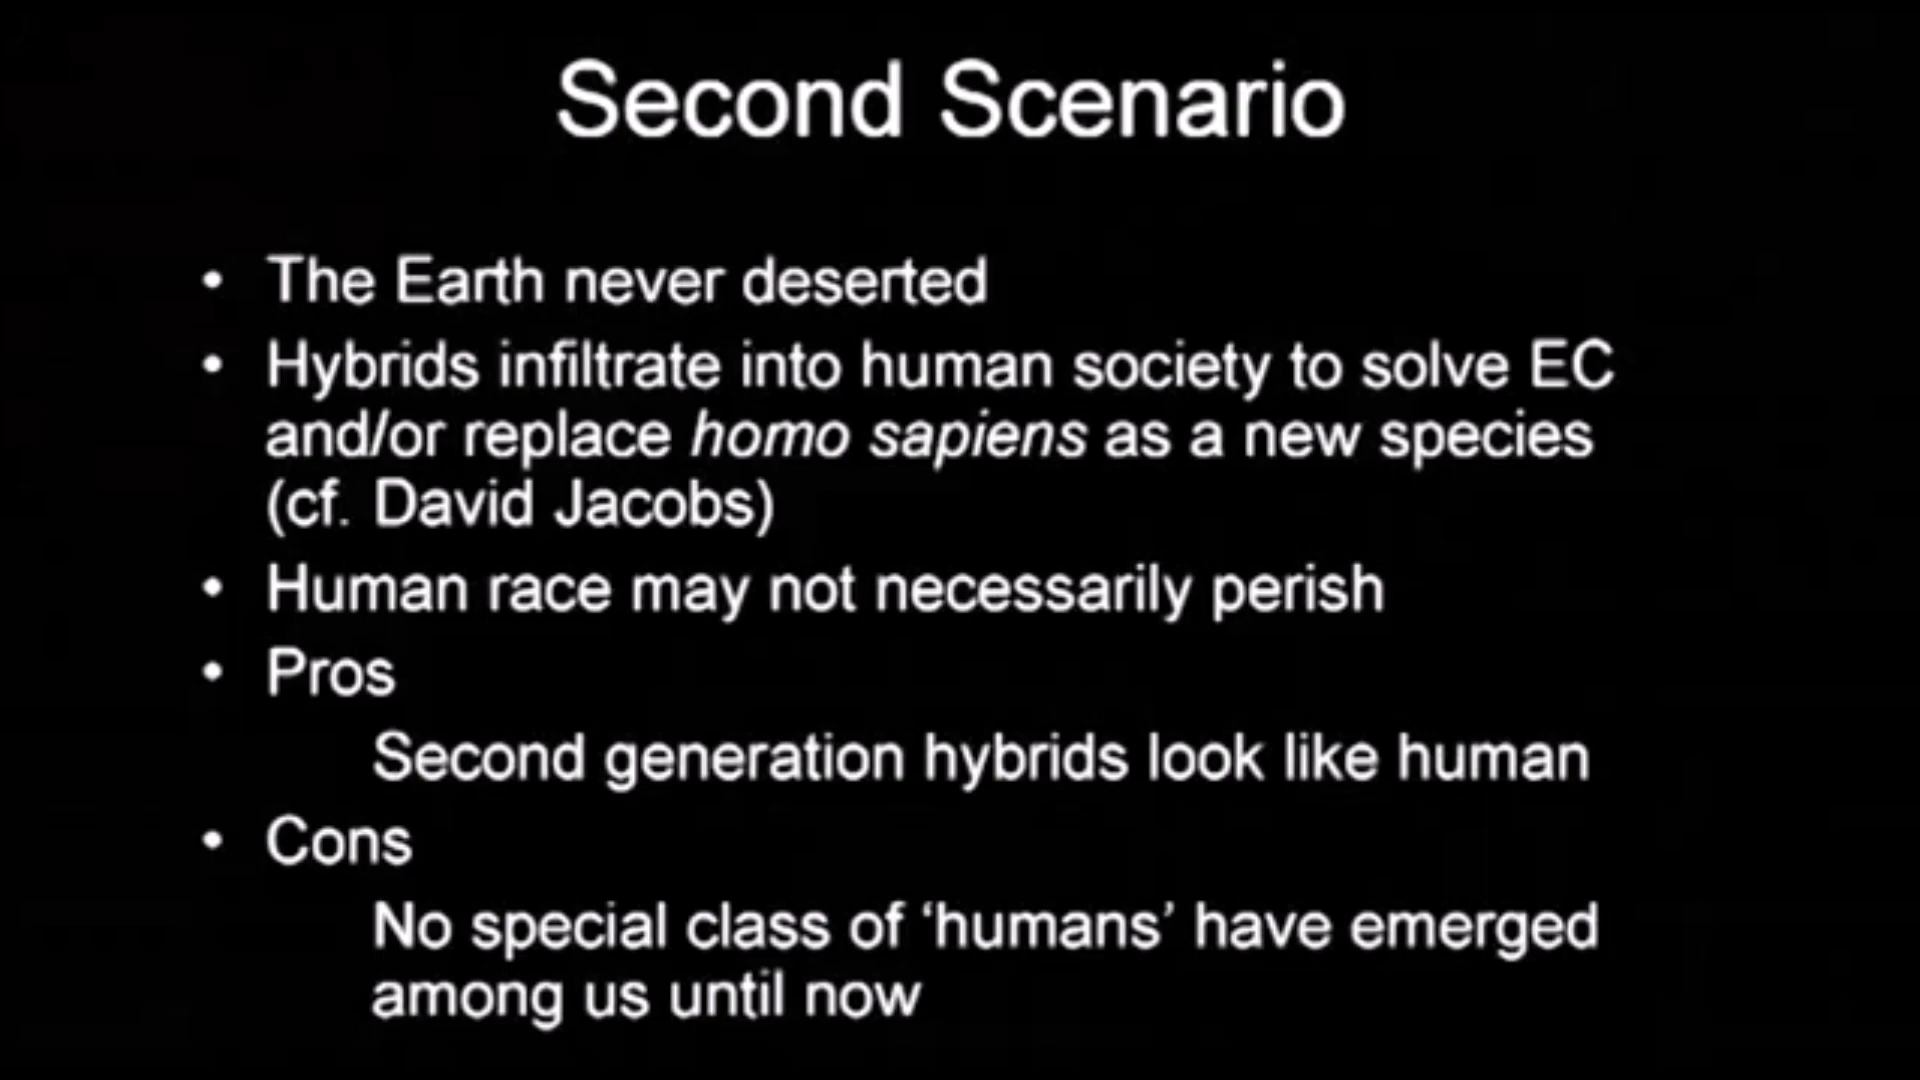 Second Scenario
• The Earth never deserted
• Hybrids infiltrate into human society to solve EC
and/or replace homo sapiens as a new species
(cf. David Jacobs)
• Human race may not necessarily perish
• Pros
Second generation hybrids look like human
• Cons
No special class of ‘humans’ have emerged
among us until now